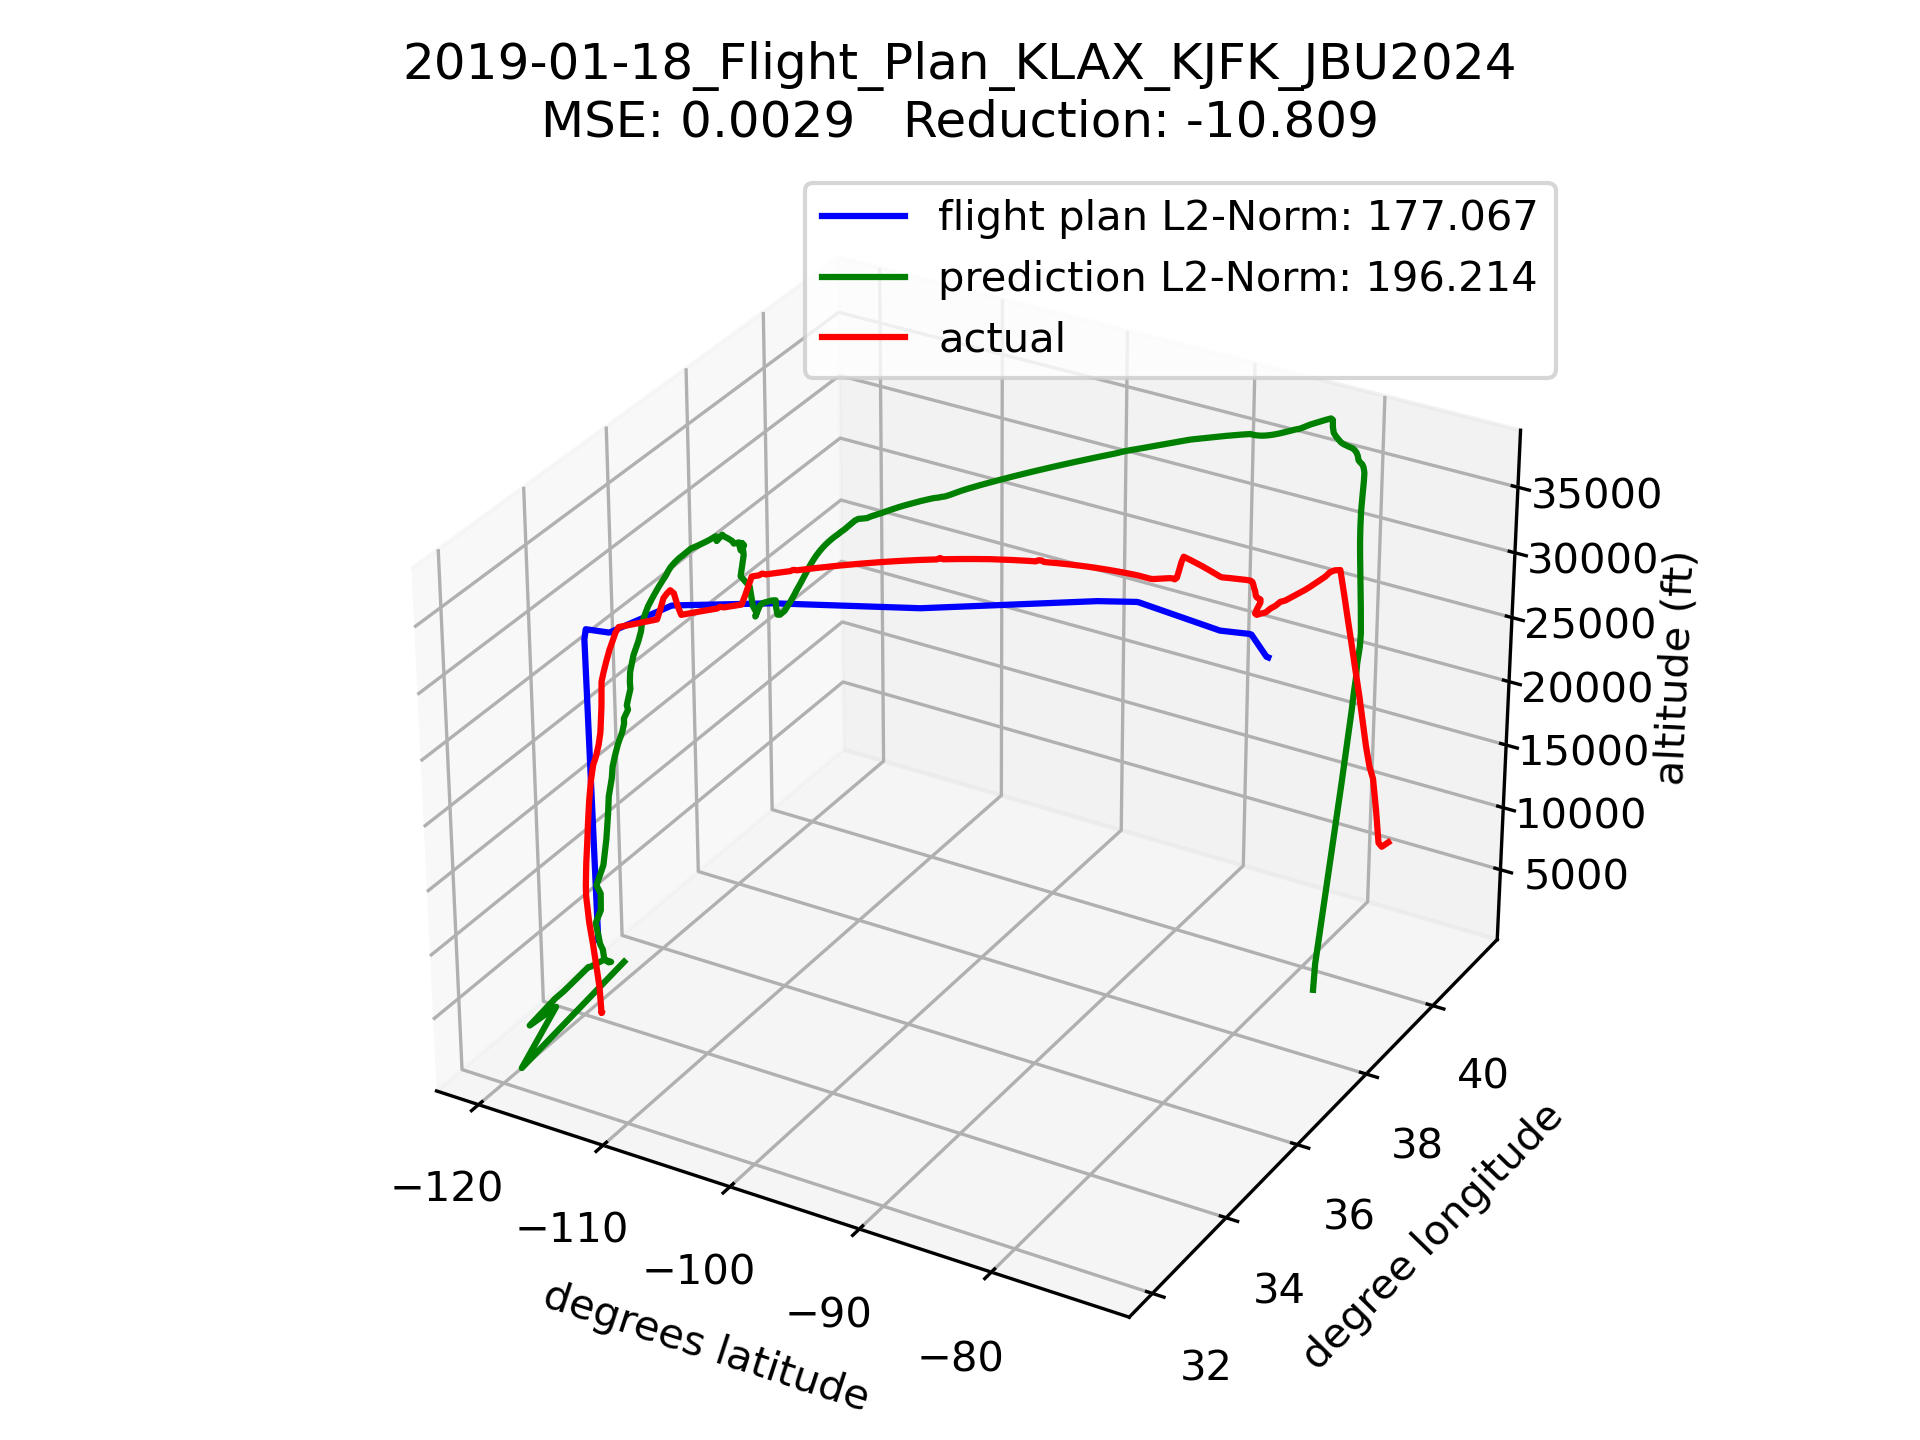 2019-01-18_Flight_Plan_KLAX_KJFK_JBU2024
MSE: 0.0029   Reduction: -10.809
flight plan L2-Norm: 177.067
prediction L2-Norm: 196.214
actual
35000
30000
25000
20000
15000
10000
5000
altitude (ft)
−120
−110
−100
−90
−80
degrees latitude
40
38
36
34
32
degree longitude